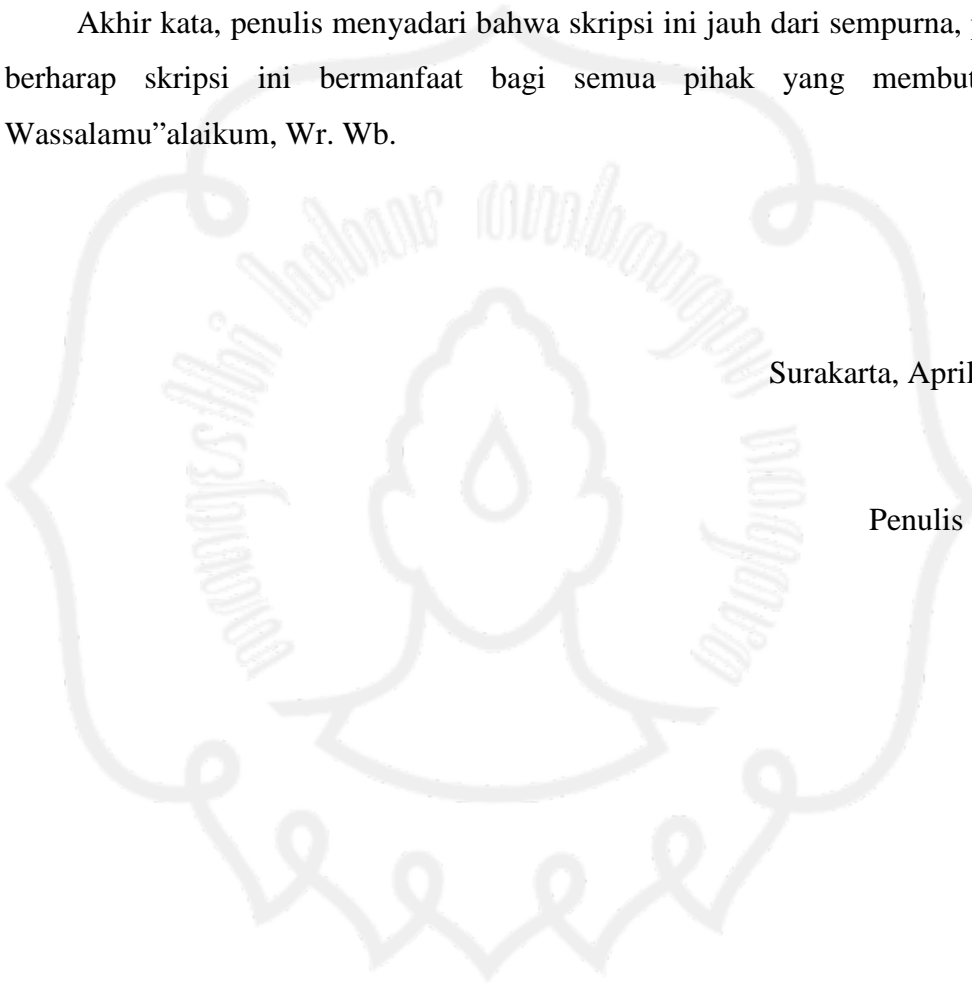 Akhir kata, penulis menyadari bahwa skripsi ini jauh dari sempurna,
berharap skripsi ini bermanfaat bagi semua pihak yang
Wassalamu”alaikum, Wr. Wb.
Surakarta, April
Penulis